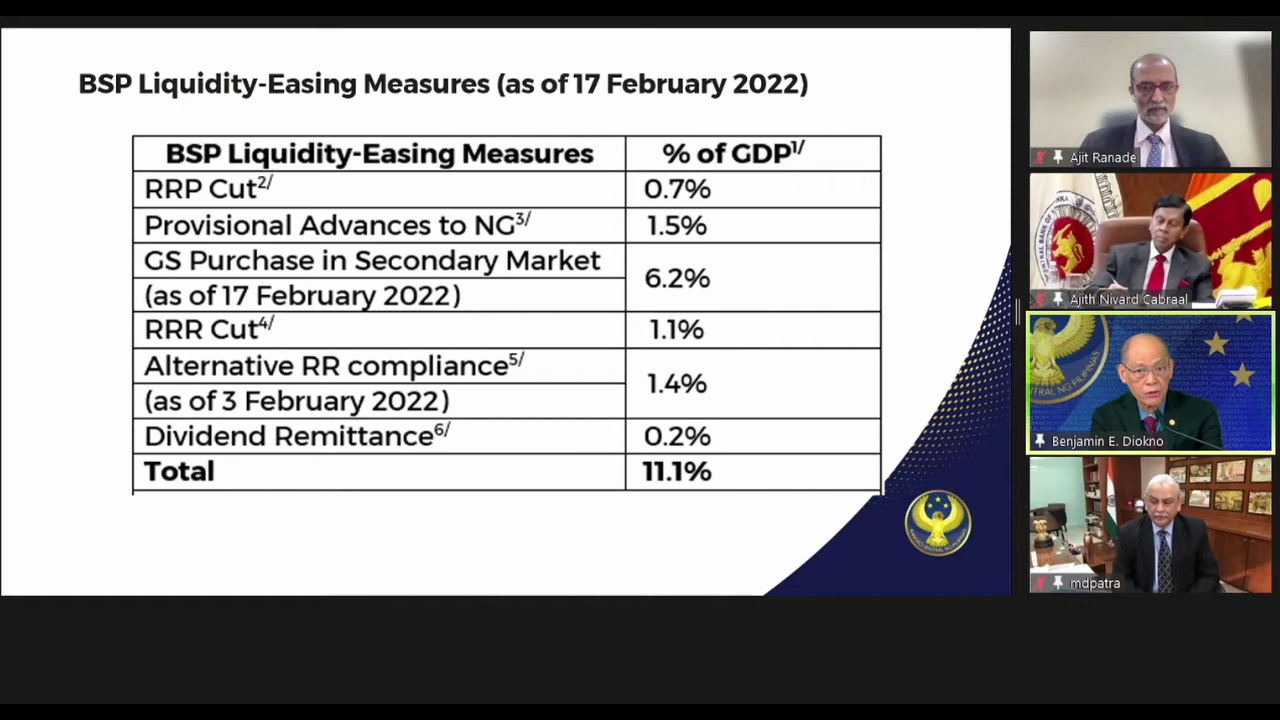 BSP Liquidity-Easing Measures (as of 17 February 2022)
BSP Liquidity-Easing Measures % of GDP1/
RRP Cut2/ 0.7%
Provisional Advances to NG3/ 1.5%
GS Purchase in Secondary Market
(as of 17 February 2022) 6.2%
RRR Cut4/ 1.1%
Alternative RR compliance5/
(as of 3 February 2022) 1.4%
Dividend Remittance6/ 0.2%
Total 11.1%
Ajit Ranade
Ajith Nivard Cabraal
Benjamin E. Diokno
mdpatra